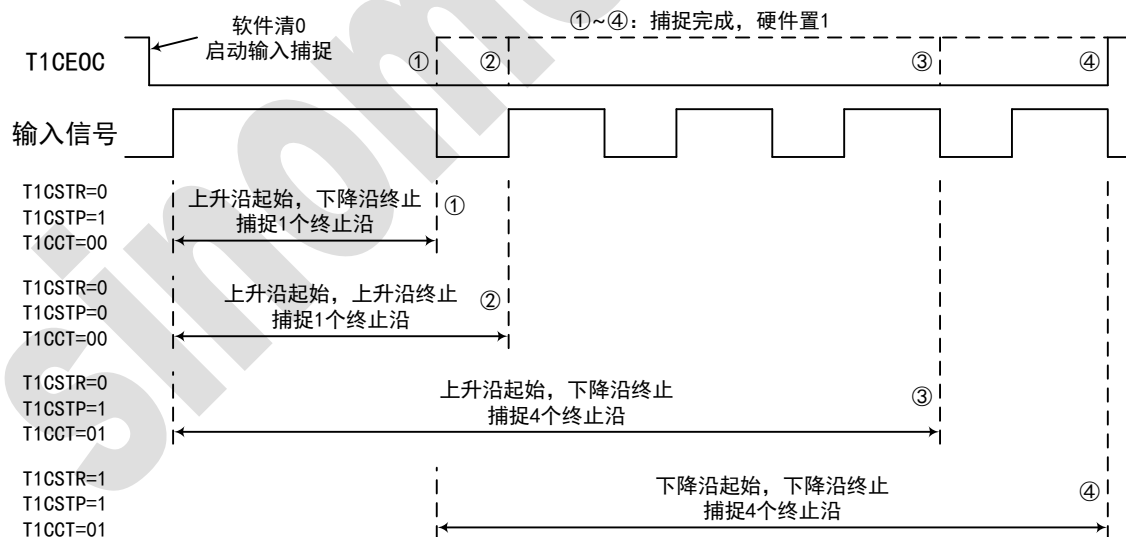 软件清0
启动输入捕捉
①~④：捕捉完成，硬件置1
T1CEOC
①
②
③
④
输入信号
T1CSTR=0
T1CSTP=1
T1CCT=00
上升沿起始，下降沿终止
捕捉1个终止沿
①
T1CSTR=0
T1CSTP=0
T1CCT=00
上升沿起始，上升沿终止
捕捉1个终止沿
②
T1CSTR=0
T1CSTP=1
T1CCT=01
上升沿起始，下降沿终止
捕捉4个终止沿
③
T1CSTR=1
T1CSTP=1
T1CCT=01
下降沿起始，下降沿终止
捕捉4个终止沿
④
sinom